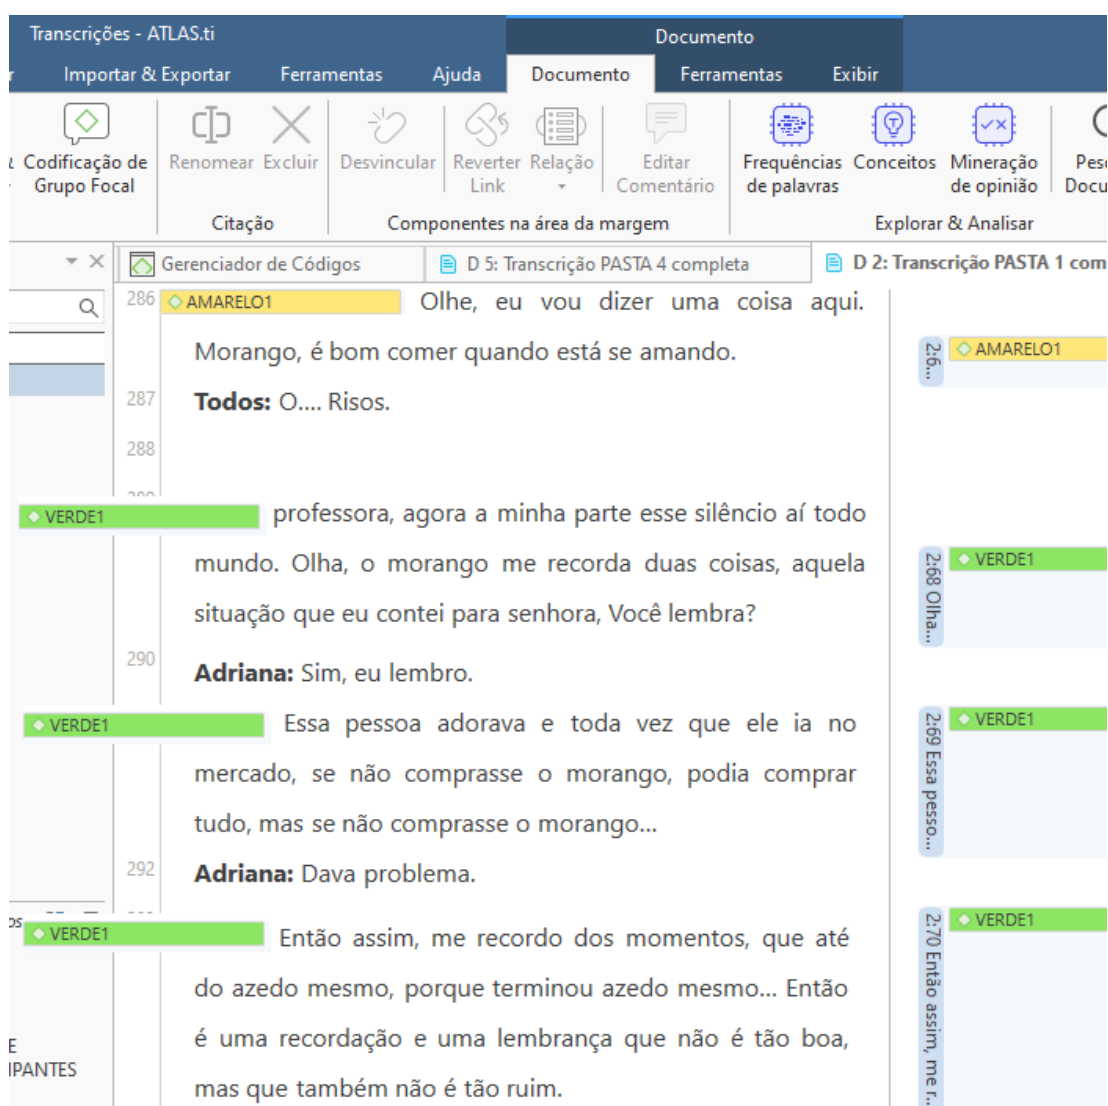 Transcrições - ATLAS.ti
Documento
Importar & Exportar Ferramentas Ajuda Documento Ferramentas Exibir
Codificação de Grupo Focal
Renomear Excluir
Desvincular
Reverter Link
Relação
Editar Comentário
Frequências de palavras
Conceitos
Mineração de opinião
Citação
Componentes na área da margem
Explorar & Analisar
Gerenciador de Códigos
D 5: Transcrição PASTA 4 completa
D 2: Transcrição PASTA 1 com
286 AMARELO1 Olhe, eu vou dizer uma coisa aqui.
Morango, é bom comer quando está se amando.
2:6... AMARELO1
287 Todos: O.... Risos.
288
VERDE1 professora, agora a minha parte esse silêncio aí todo
mundo. Olha, o morango me recorda duas coisas, aquela
situação que eu contei para senhora, Você lembra?
2:68 Olha... VERDE1
290 Adriana: Sim, eu lembro.
VERDE1 Essa pessoa adorava e toda vez que ele ia no
mercado, se não comprasse o morango, podia comprar
tudo, mas se não comprasse o morango...
2:69 Essa pesso... VERDE1
292 Adriana: Dava problema.
VERDE1 Então assim, me recordo dos momentos, que até
do azedo mesmo, porque terminou azedo mesmo... Então
é uma recordação e uma lembrança que não é tão boa,
mas que também não é tão ruim.
2:70 Então assim, me r... VERDE1
E
IPANTES